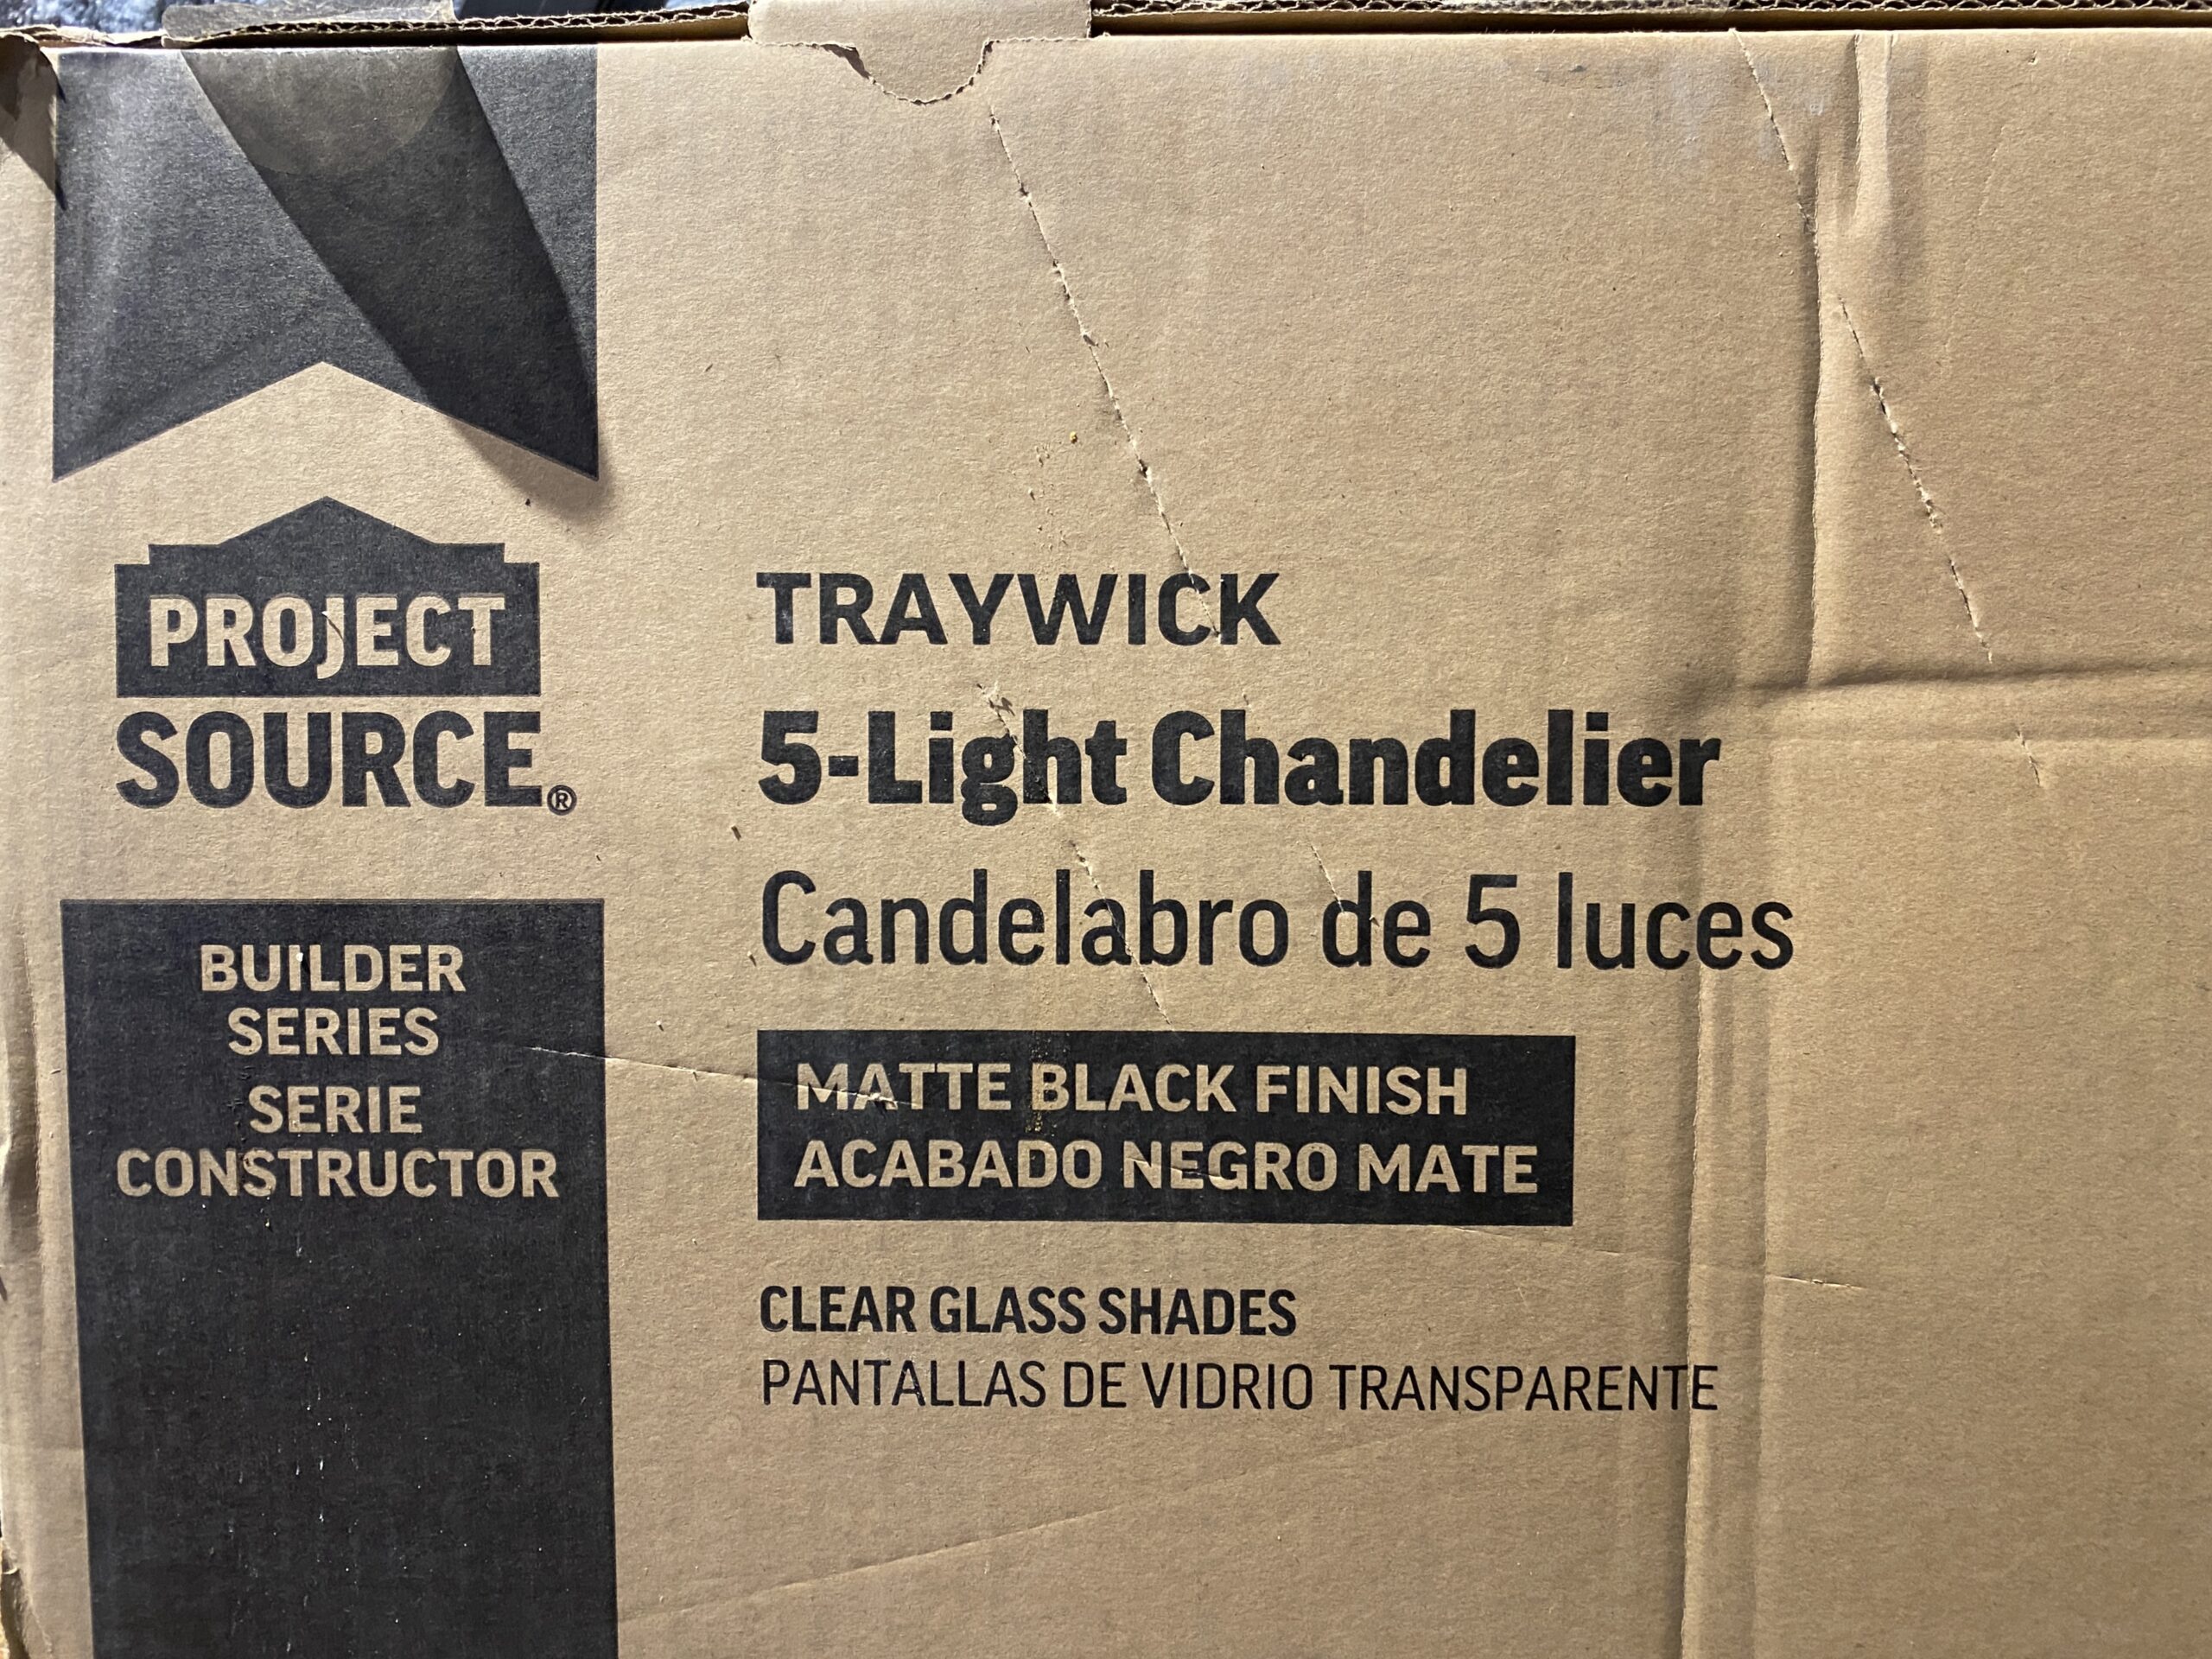 PROJECT
SOURCE®
BUILDER
SERIES
SERIE
CONSTRUCTOR
TRAYWICK
5-Light Chandelier
Candelabro de 5 luces
MATTE BLACK FINISH
ACABADO NEGRO MATE
CLEAR GLASS SHADES
PANTALLAS DE VIDRIO TRANSPARENTE